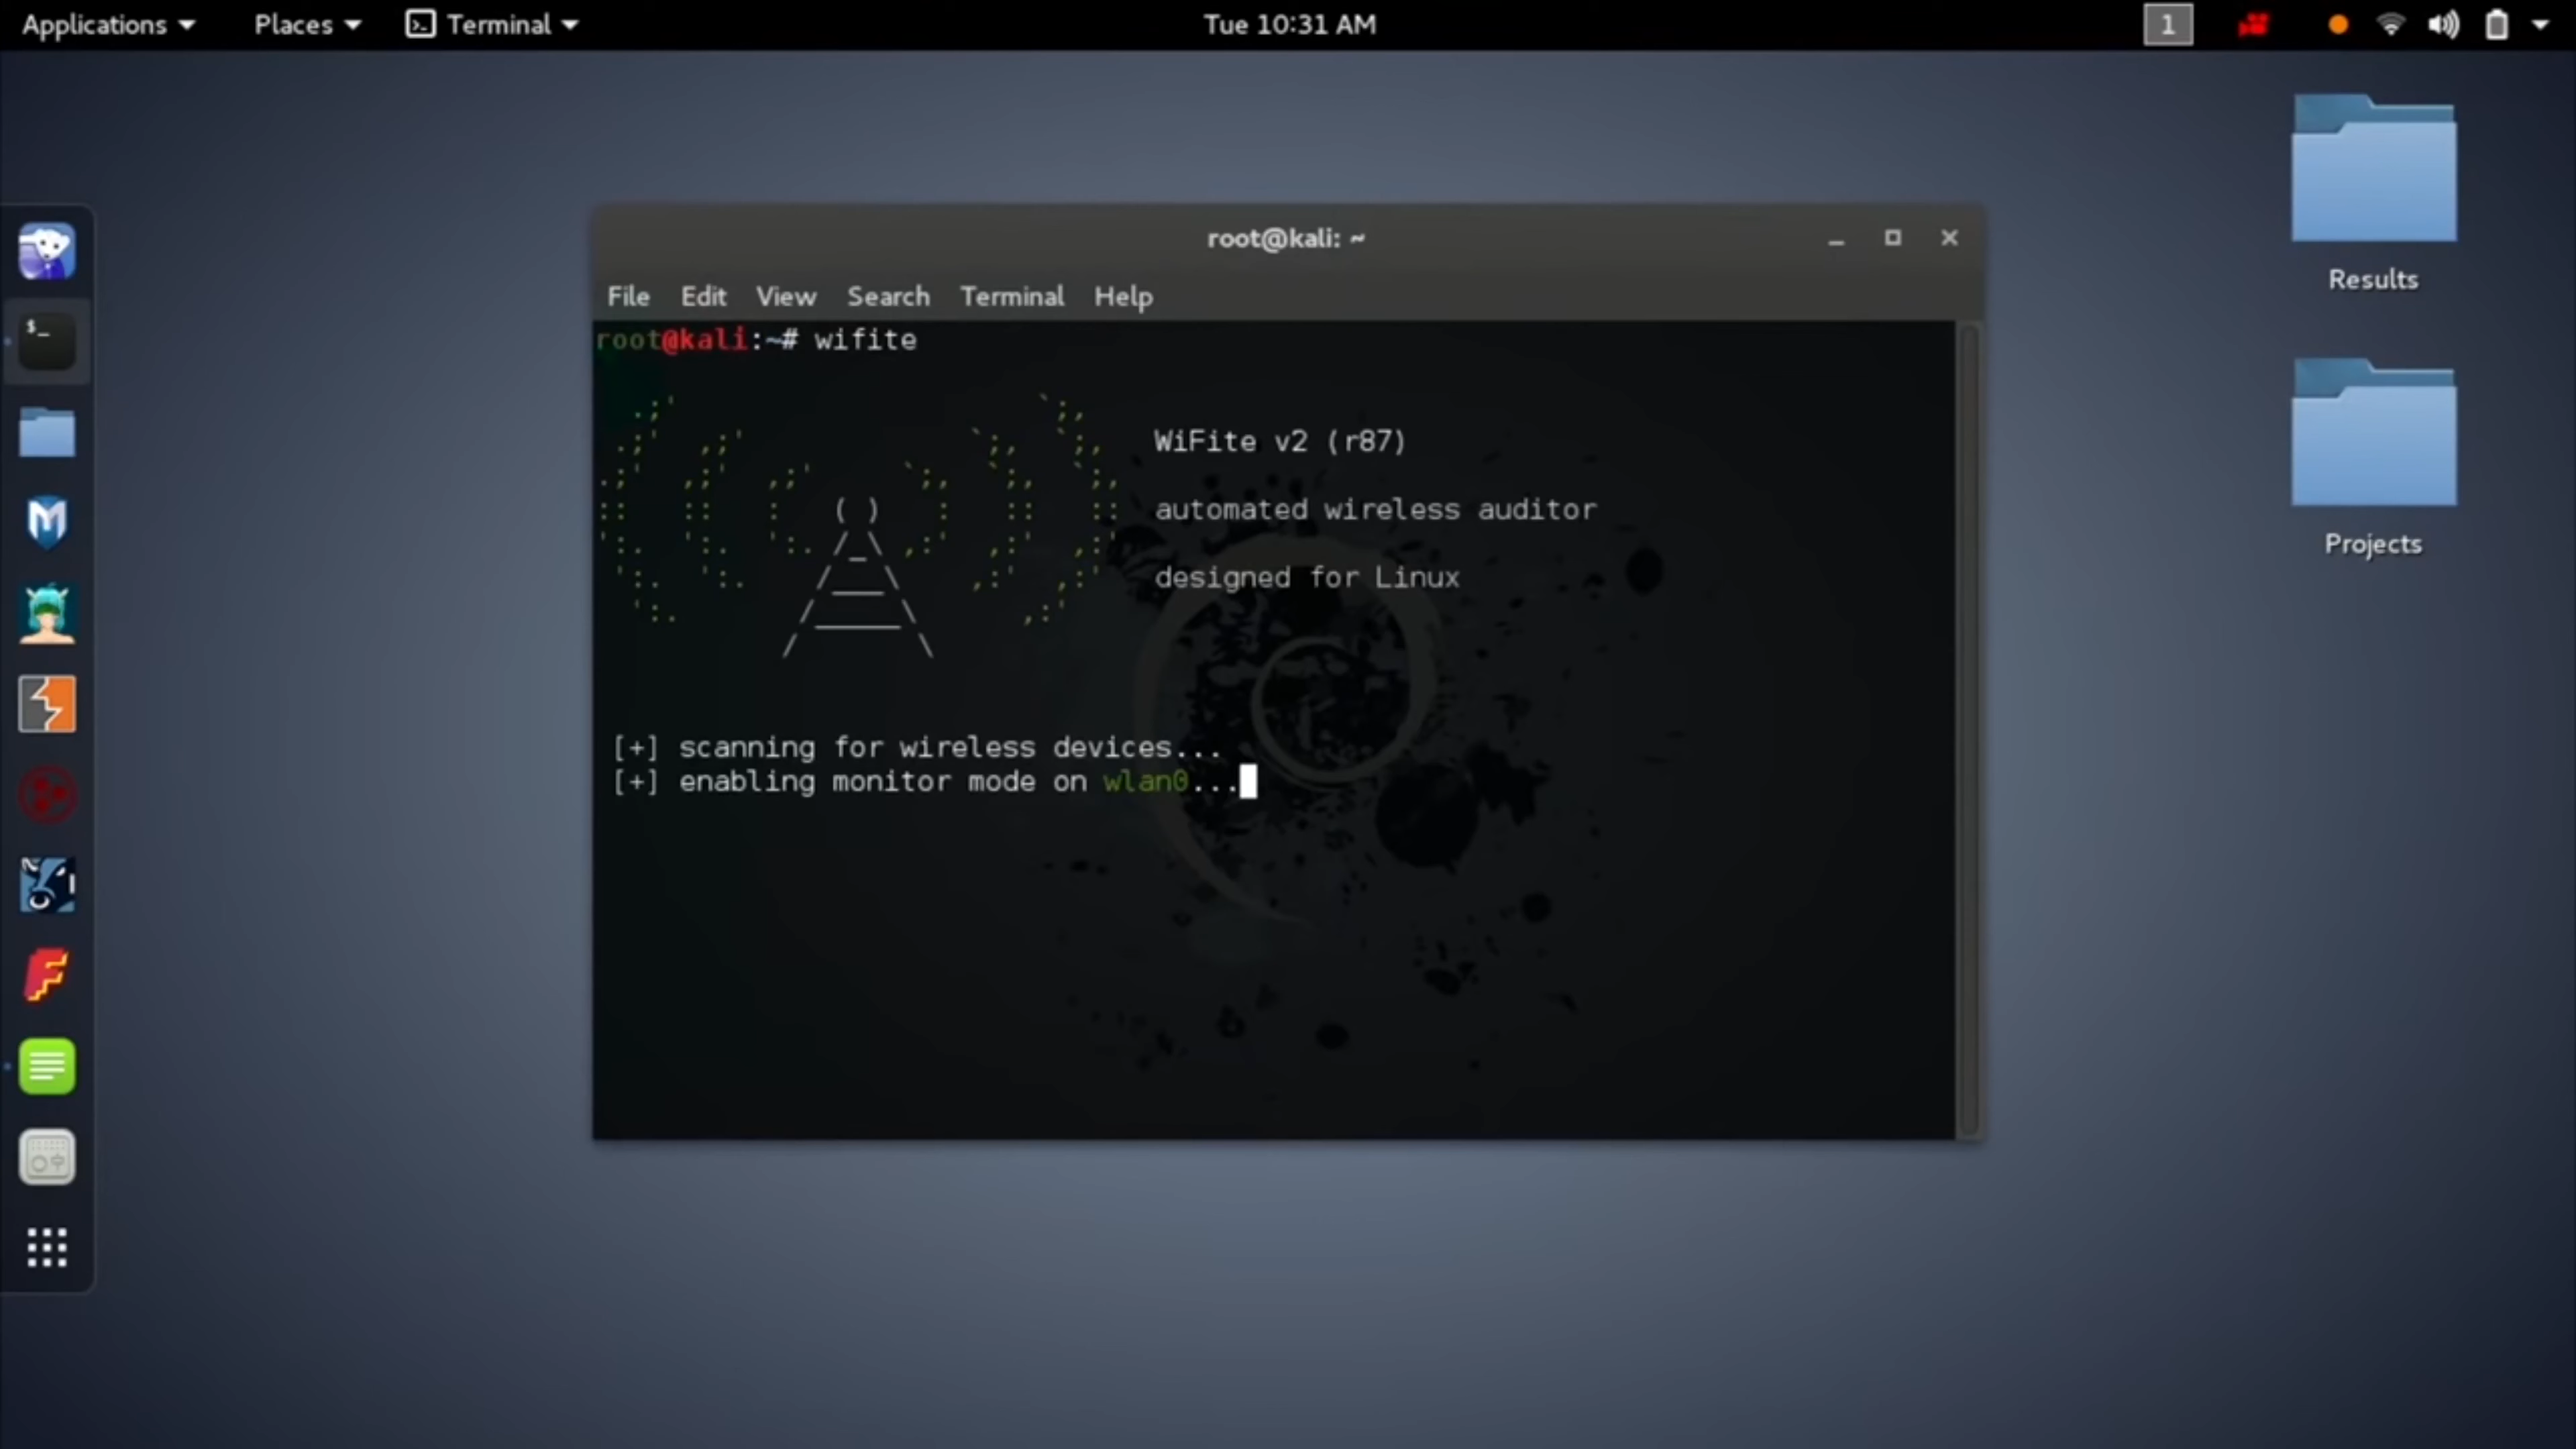 Applications Places Terminal Tue 10:31 AM 1
Results
Projects
root@kali: ~
File Edit View Search Terminal Help
root@kali:~# wifite
WiFite v2 (r87)
automated wireless auditor
designed for Linux
[+] scanning for wireless devices...
[+] enabling monitor mode on wlan0...